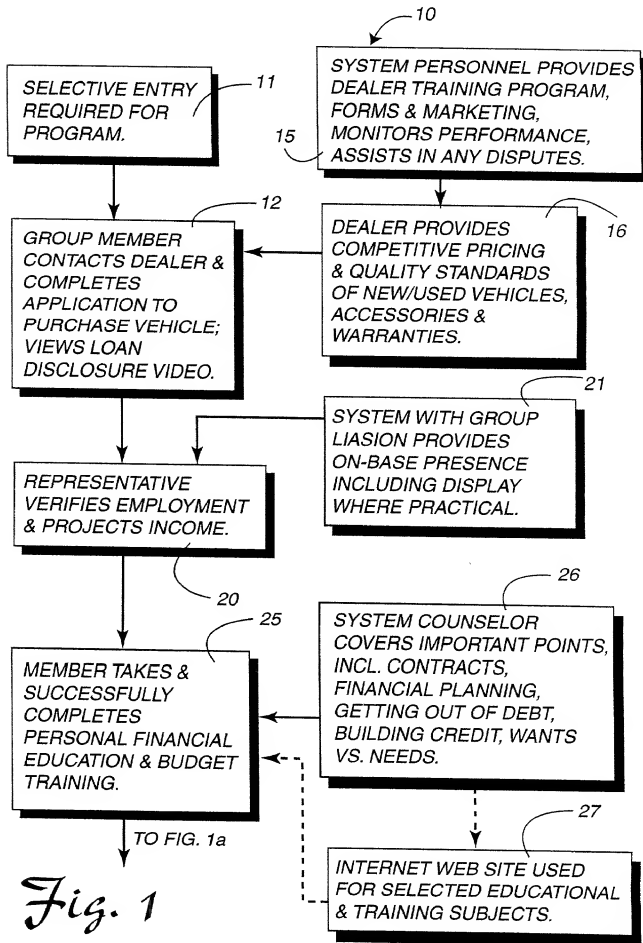 10
SELECTIVE ENTRY
REQUIRED FOR
PROGRAM.
11
SYSTEM PERSONNEL PROVIDES
DEALER TRAINING PROGRAM,
FORMS & MARKETING,
MONITORS PERFORMANCE,
ASSISTS IN ANY DISPUTES.
15
12
GROUP MEMBER
CONTACTS DEALER &
COMPLETES
APPLICATION TO
PURCHASE VEHICLE;
VIEWS LOAN
DISCLOSURE VIDEO.
DEALER PROVIDES
COMPETITIVE PRICING
& QUALITY STANDARDS
OF NEW/USED VEHICLES,
ACCESSORIES &
WARRANTIES.
16
21
SYSTEM WITH GROUP
LIASION PROVIDES
ON-BASE PRESENCE
INCLUDING DISPLAY
WHERE PRACTICAL.
REPRESENTATIVE
VERIFIES EMPLOYMENT
& PROJECTS INCOME.
20
25
MEMBER TAKES &
SUCCESSFULLY
COMPLETES
PERSONAL FINANCIAL
EDUCATION & BUDGET
TRAINING.
26
SYSTEM COUNSELOR
COVERS IMPORTANT POINTS,
INCL. CONTRACTS,
FINANCIAL PLANNING,
GETTING OUT OF DEBT,
BUILDING CREDIT, WANTS
VS. NEEDS.
TO FIG. 1a
27
INTERNET WEB SITE USED
FOR SELECTED EDUCATIONAL
& TRAINING SUBJECTS.
Fig. 1